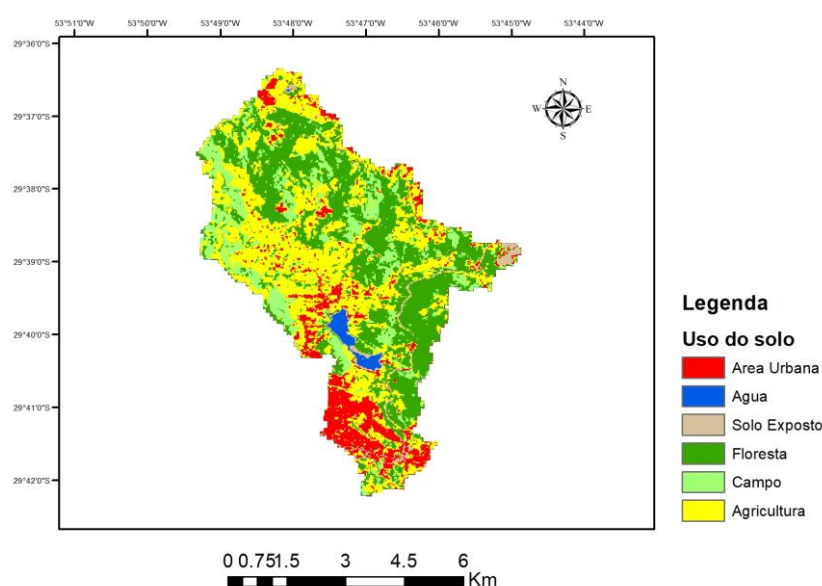 53°51'0"W 53°50'0"W 53°49'0"W 53°48'0"W 53°47'0"W 53°46'0"W 53°45'0"W 53°44'0"W
29°36'0"S
29°37'0"S
29°38'0"S
29°39'0"S
29°40'0"S
29°41'0"S
29°42'0"S
N
W E
S
Legenda
Uso do solo
Area Urbana
Agua
Solo Exposto
Floresta
Campo
Agricultura
0 0.751.5 3 4.5 6
Km